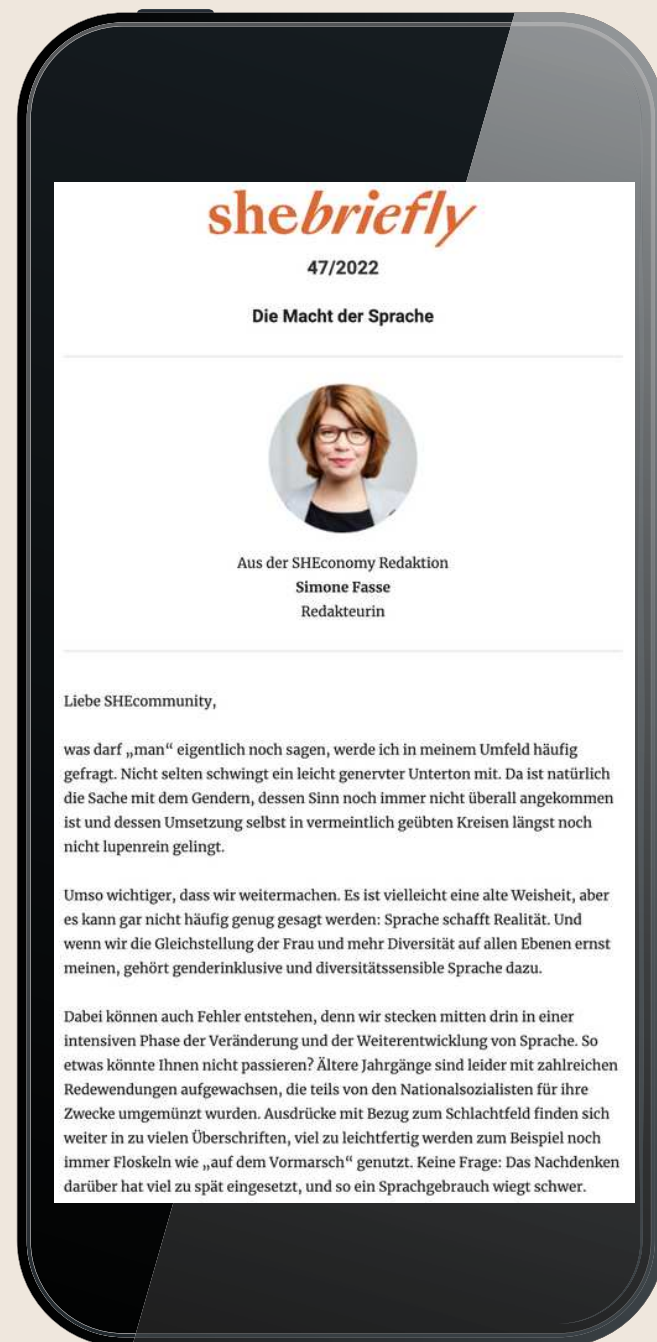 shebriefly
47/2022
Die Macht der Sprache
Aus der SHEconomy Redaktion
Simone Fasse
Redakteurin
Liebe SHEcommunity,
was darf „man“ eigentlich noch sagen, werde ich in meinem Umfeld häufig
gefragt. Nicht selten schwingt ein leicht genervter Unterton mit. Da ist natürlich
die Sache mit dem Gendern, dessen Sinn noch immer nicht überall angekommen
ist und dessen Umsetzung selbst in vermeintlich geübten Kreisen längst noch
nicht lupenrein gelingt.
Umso wichtiger, dass wir weitermachen. Es ist vielleicht eine alte Weisheit, aber
es kann gar nicht häufig genug gesagt werden: Sprache schafft Realität. Und
wenn wir die Gleichstellung der Frau und mehr Diversität auf allen Ebenen ernst
meinen, gehört genderinklusive und diversitätssensible Sprache dazu.
Dabei können auch Fehler entstehen, denn wir stecken mitten drin in einer
intensiven Phase der Veränderung und der Weiterentwicklung von Sprache. So
etwas könnte Ihnen nicht passieren? Ältere Jahrgänge sind leider mit zahlreichen
Redewendungen aufgewachsen, die teils von den Nationalsozialisten für ihre
Zwecke umgemünzt wurden. Ausdrücke mit Bezug zum Schlachtfeld finden sich
weiter in zu vielen Überschriften, viel zu leichtfertig werden zum Beispiel noch
immer Floskeln wie „auf dem Vormarsch“ genutzt. Keine Frage: Das Nachdenken
darüber hat viel zu spät eingesetzt, und so ein Sprachgebrauch wiegt schwer.